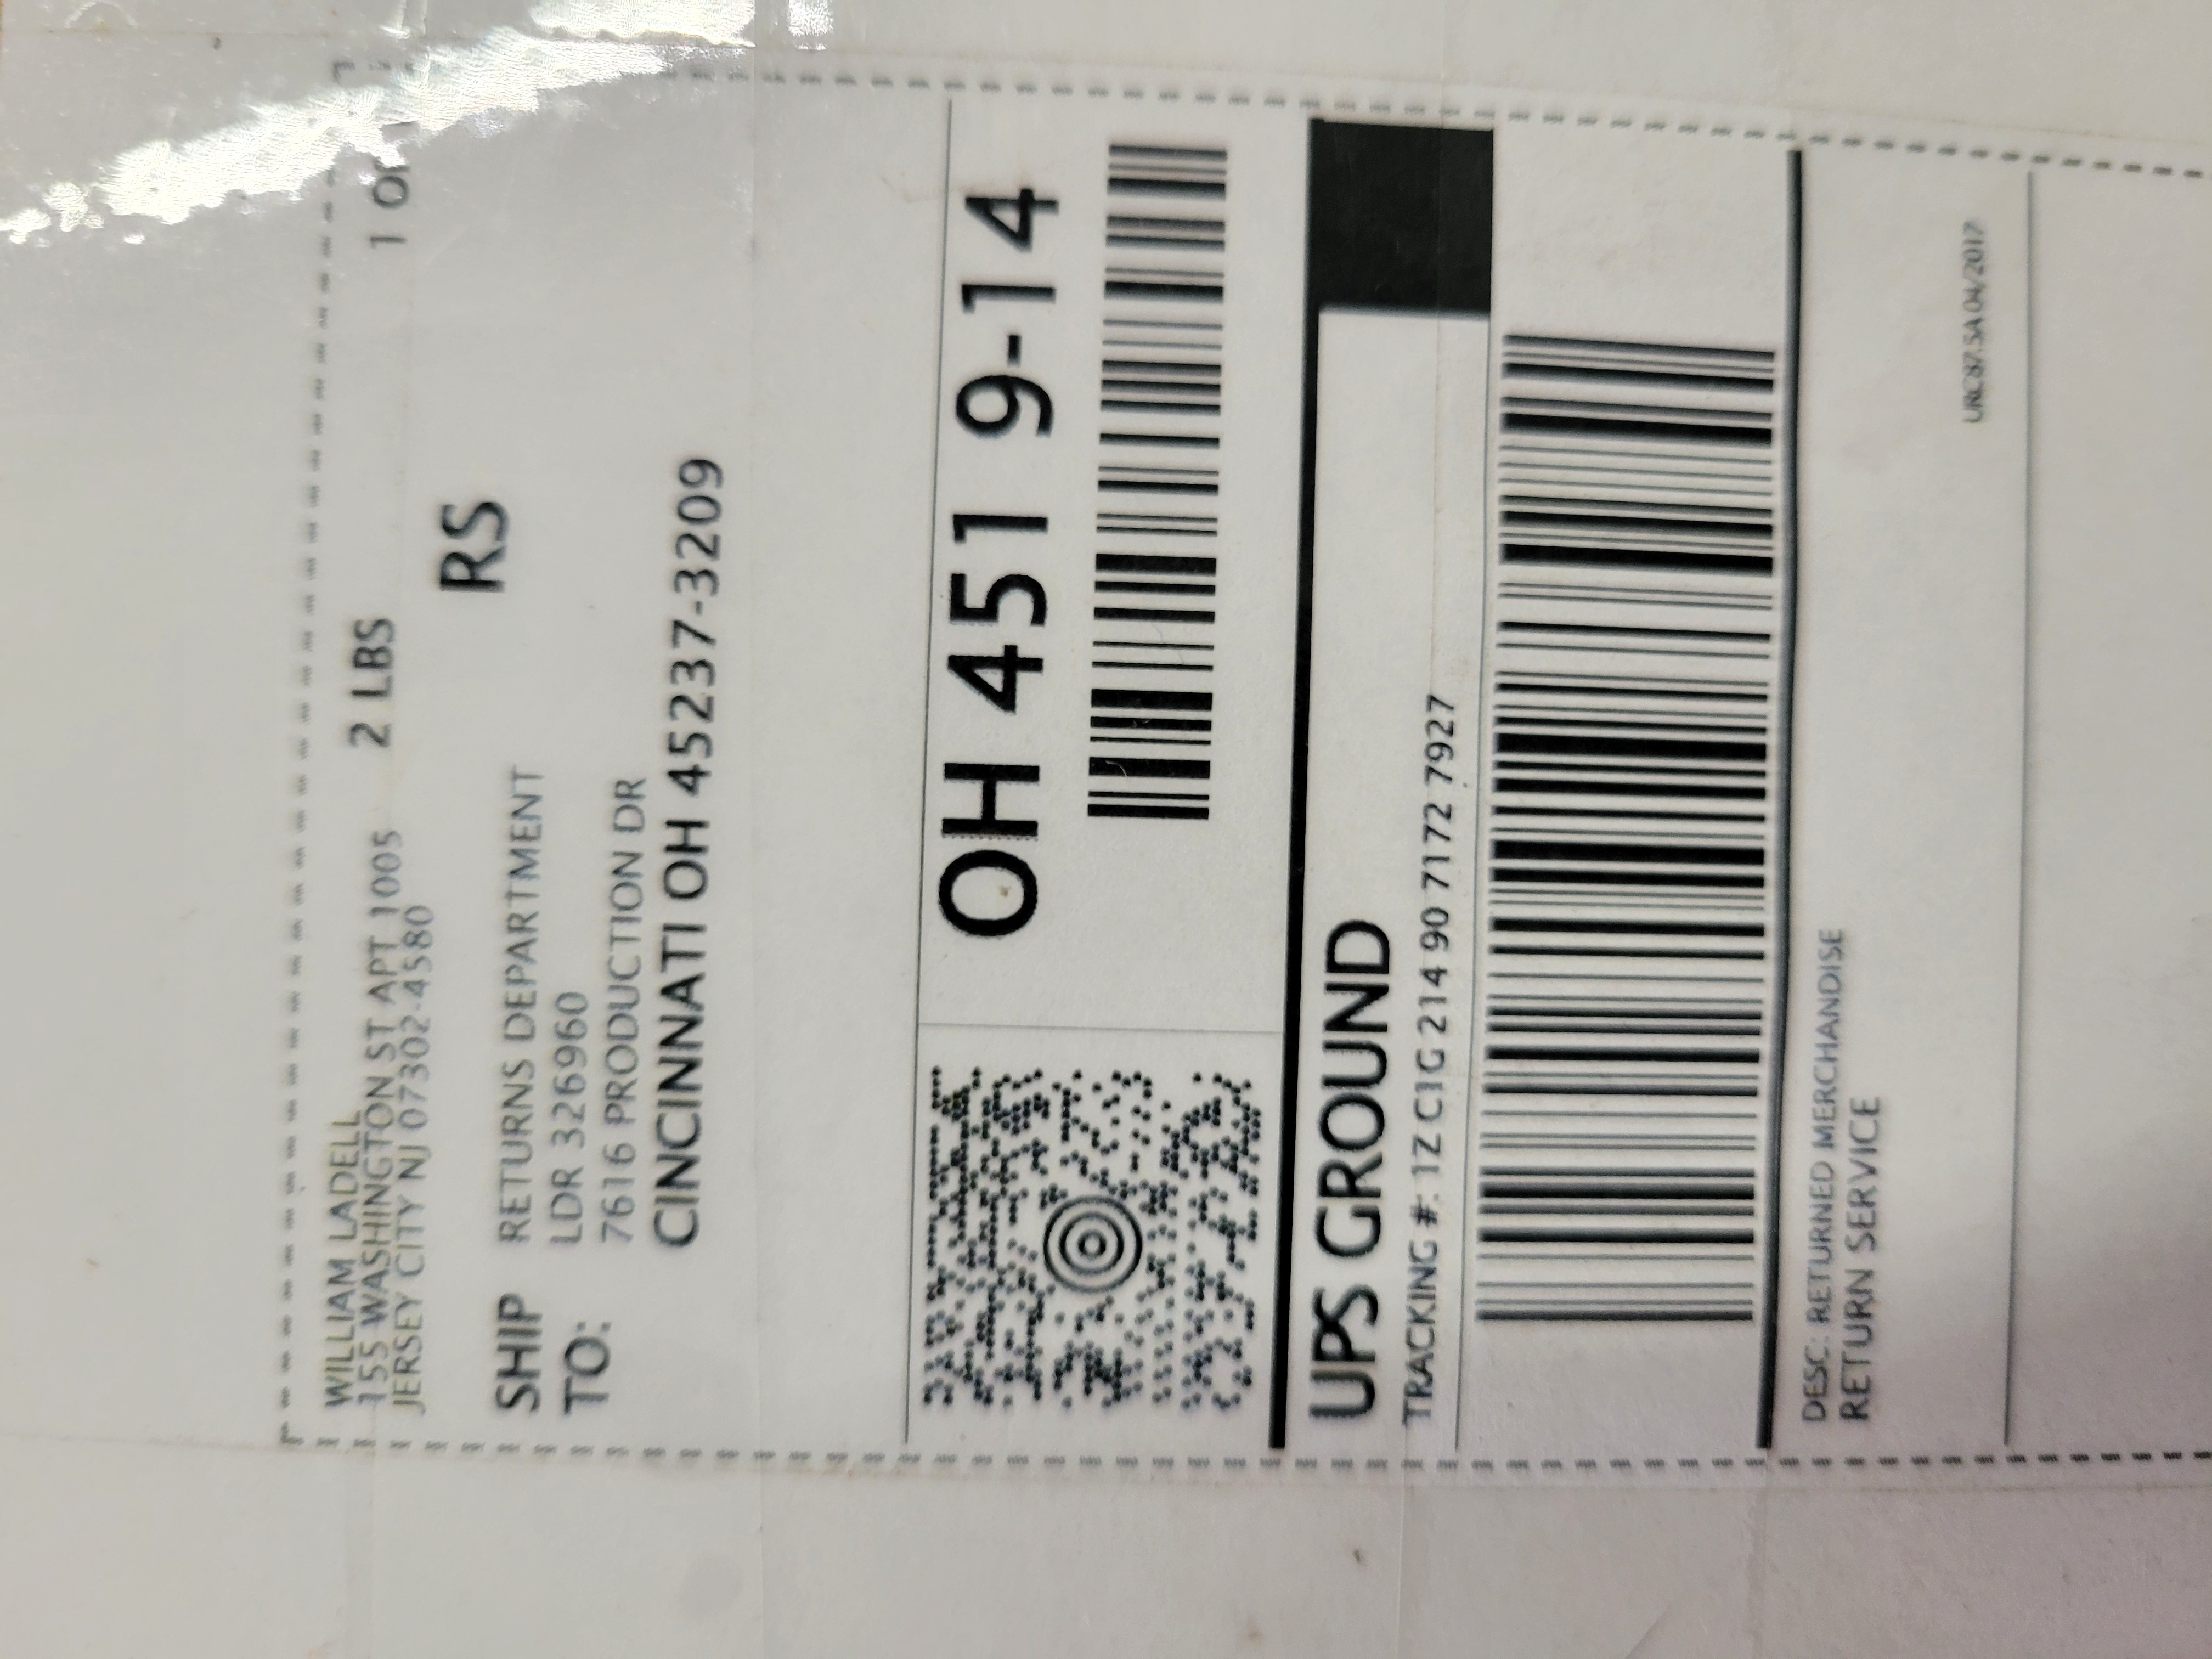 WILLIAM LADELL
155 WASHINGTON ST APT 1005
JERSEY CITY NJ 07302-4580
2 LBS
1 OF
RS
SHIP TO:
RETURNS DEPARTMENT
LDR 326960
7616 PRODUCTION DR
CINCINNATI OH 45237-3209
OH 451 9-14
UPS GROUND
TRACKING #: 1Z C1G 214 90 7172 7927
DESC: RETURNED MERCHANDISE
RETURN SERVICE
URC87.5A 04/2017